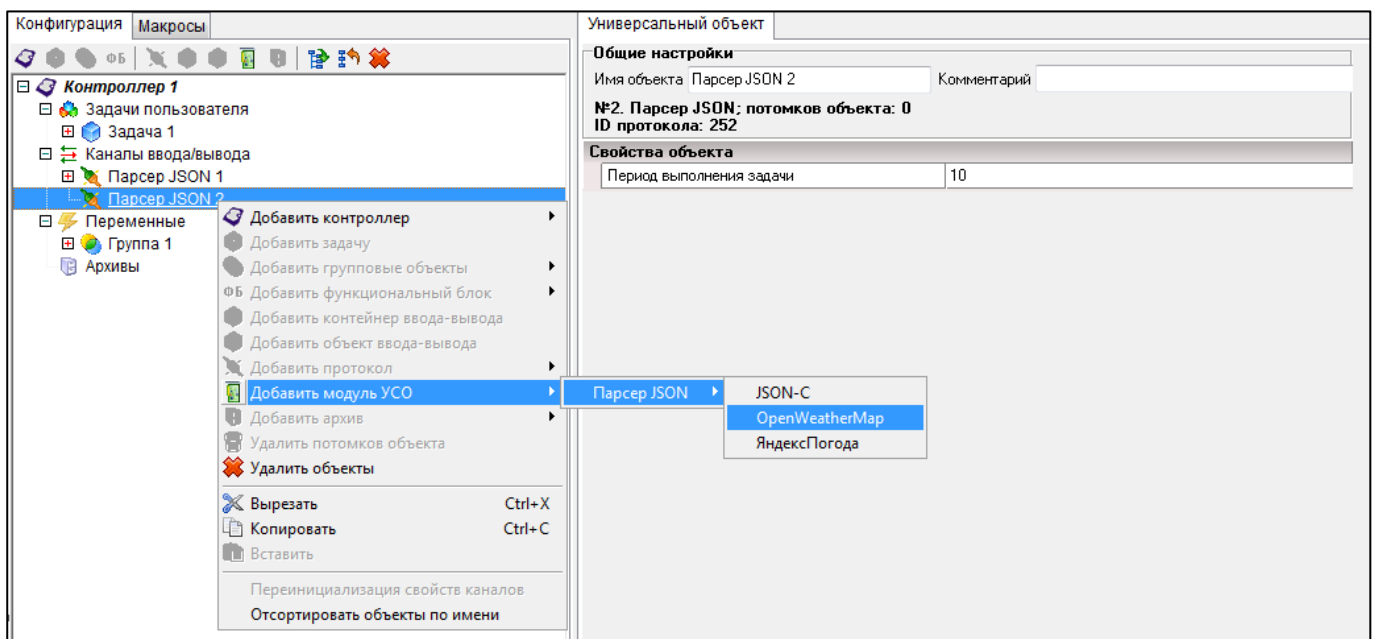 Конфигурация Макросы
ФБ
Контроллер 1
Задачи пользователя
Задача 1
Каналы ввода/вывода
Парсер JSON 1
Парсер JSON 2
Переменные
Группа 1
Архивы
Добавить контроллер
Добавить задачу
Добавить групповые объекты
ФБ Добавить функциональный блок
Добавить контейнер ввода-вывода
Добавить объект ввода-вывода
Добавить протокол
Добавить модуль УСО
Добавить архив
Удалить потомков объекта
Удалить объекты
Вырезать Ctrl+X
Копировать Ctrl+C
Вставить
Переинициализация свойств каналов
Отсортировать объекты по имени
Парсер JSON
JSON-C
OpenWeatherMap
ЯндексПогода
Универсальный объект
Общие настройки
Имя объекта Парсер JSON 2 Комментарий
№2. Парсер JSON; потомков объекта: 0
ID протокола: 252
Свойства объекта
Период выполнения задачи 10